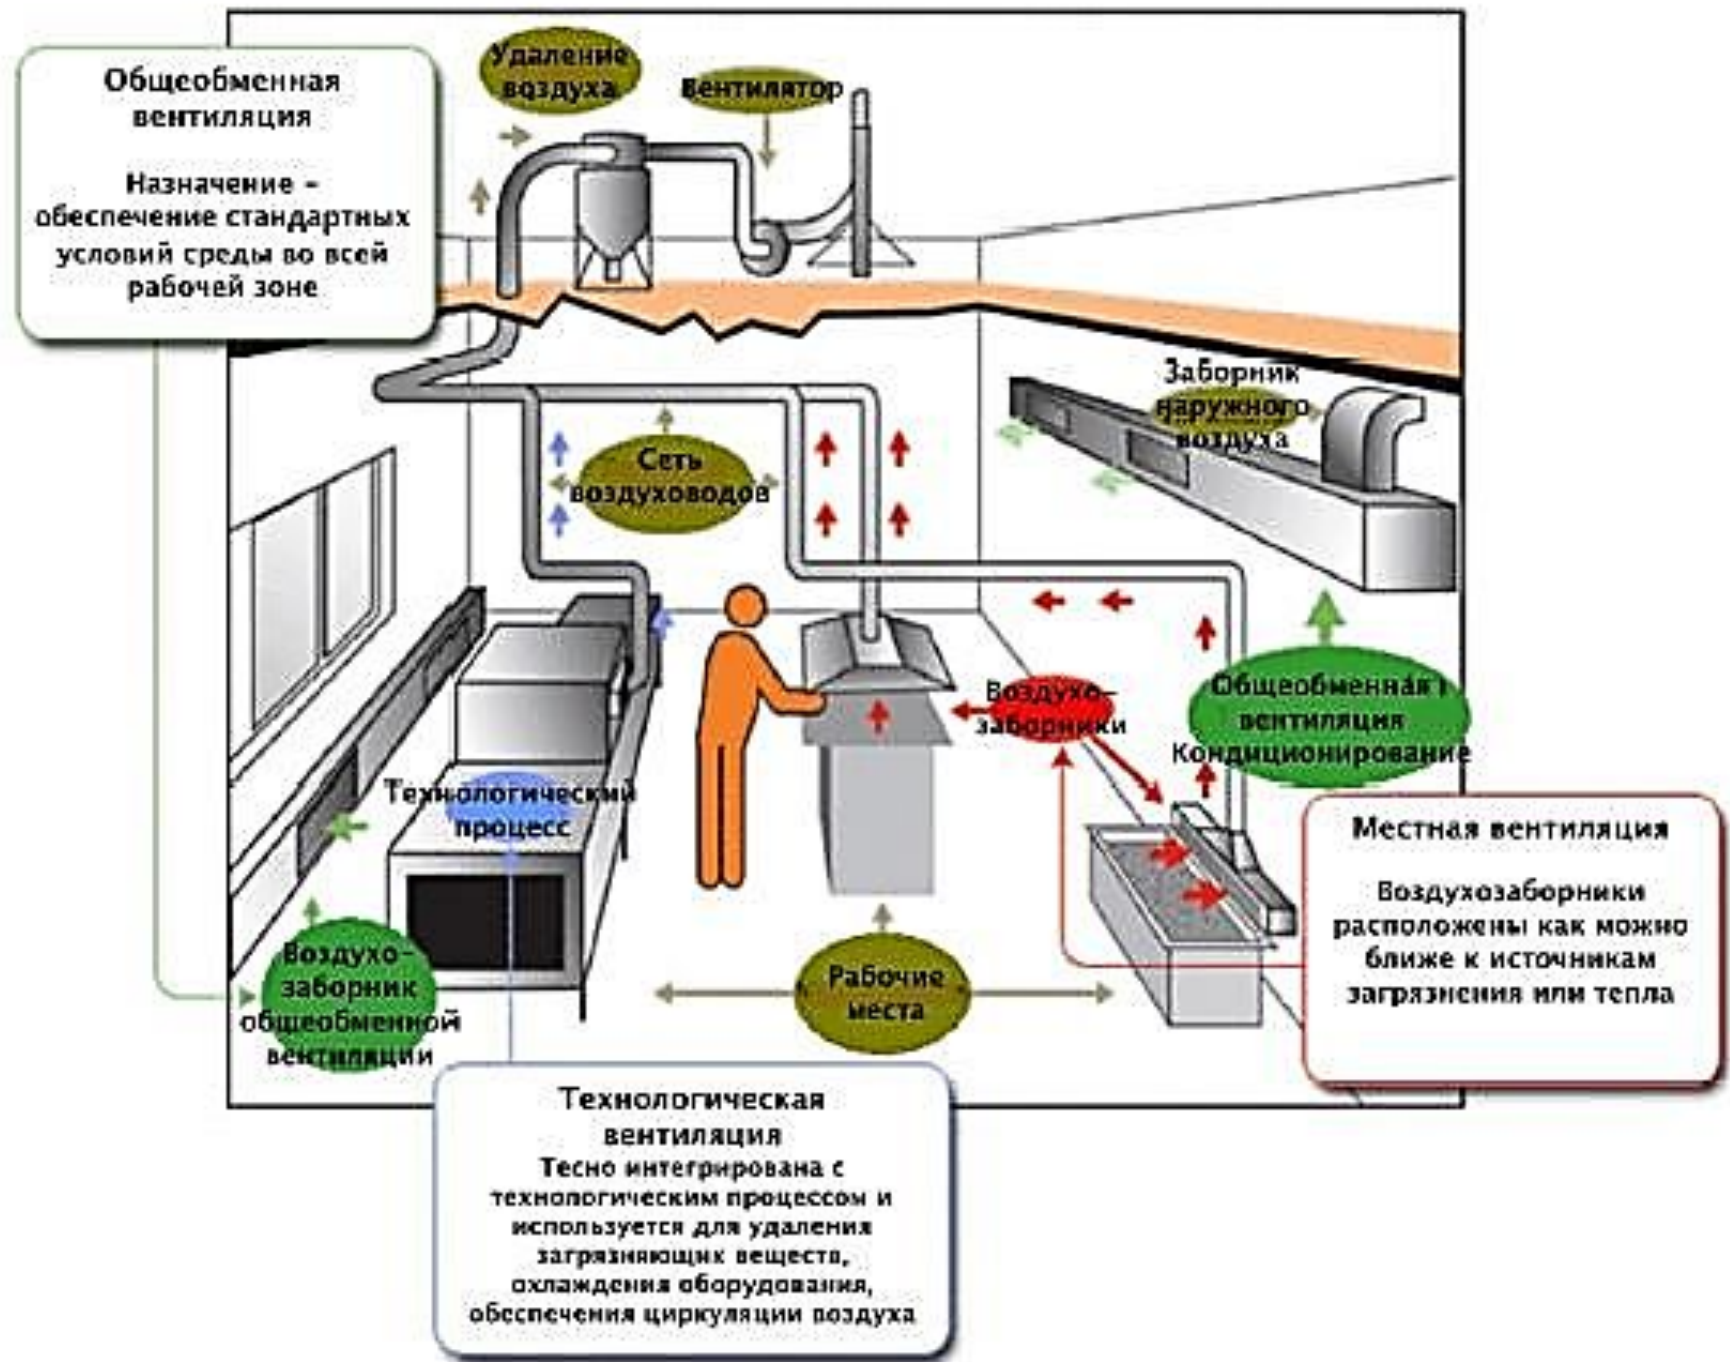 Общеобменная
вентиляция
Назначение –
обеспечение стандартных
условий среды во всей
рабочей зоне
Удаление
воздуха
Вентилятор
Заборник
наружного
воздуха
Сеть
воздуховодов
Воздухо-
заборники
Общеобменная
вентиляция
Кондиционирование
Технологический
процесс
Местная вентиляция
Воздухозаборники
расположены как можно
ближе к источникам
загрязнения или тепла
Воздухо-
заборник
общеобменной
вентиляции
Рабочие
места
Технологическая
вентиляция
Тесно интегрирована с
технологическим процессом и
используется для удаления
загрязняющих веществ,
охлаждения оборудования,
обеспечения циркуляции воздуха